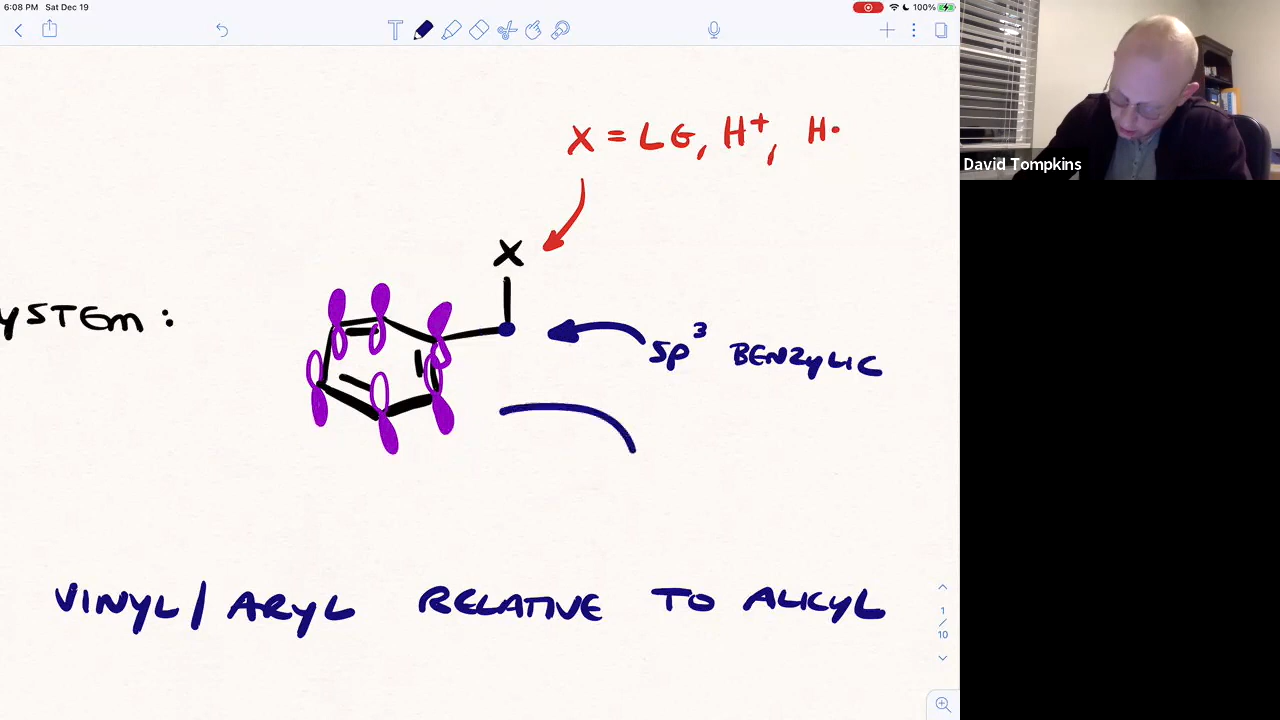 6:08 PM Sat Dec 19
100%
X = LG, H+, H•
David Tompkins
X
YSTEM:
sp³ BENZYLIC
VINYL/ARYL RELATIVE TO ALKYL
1
/
10